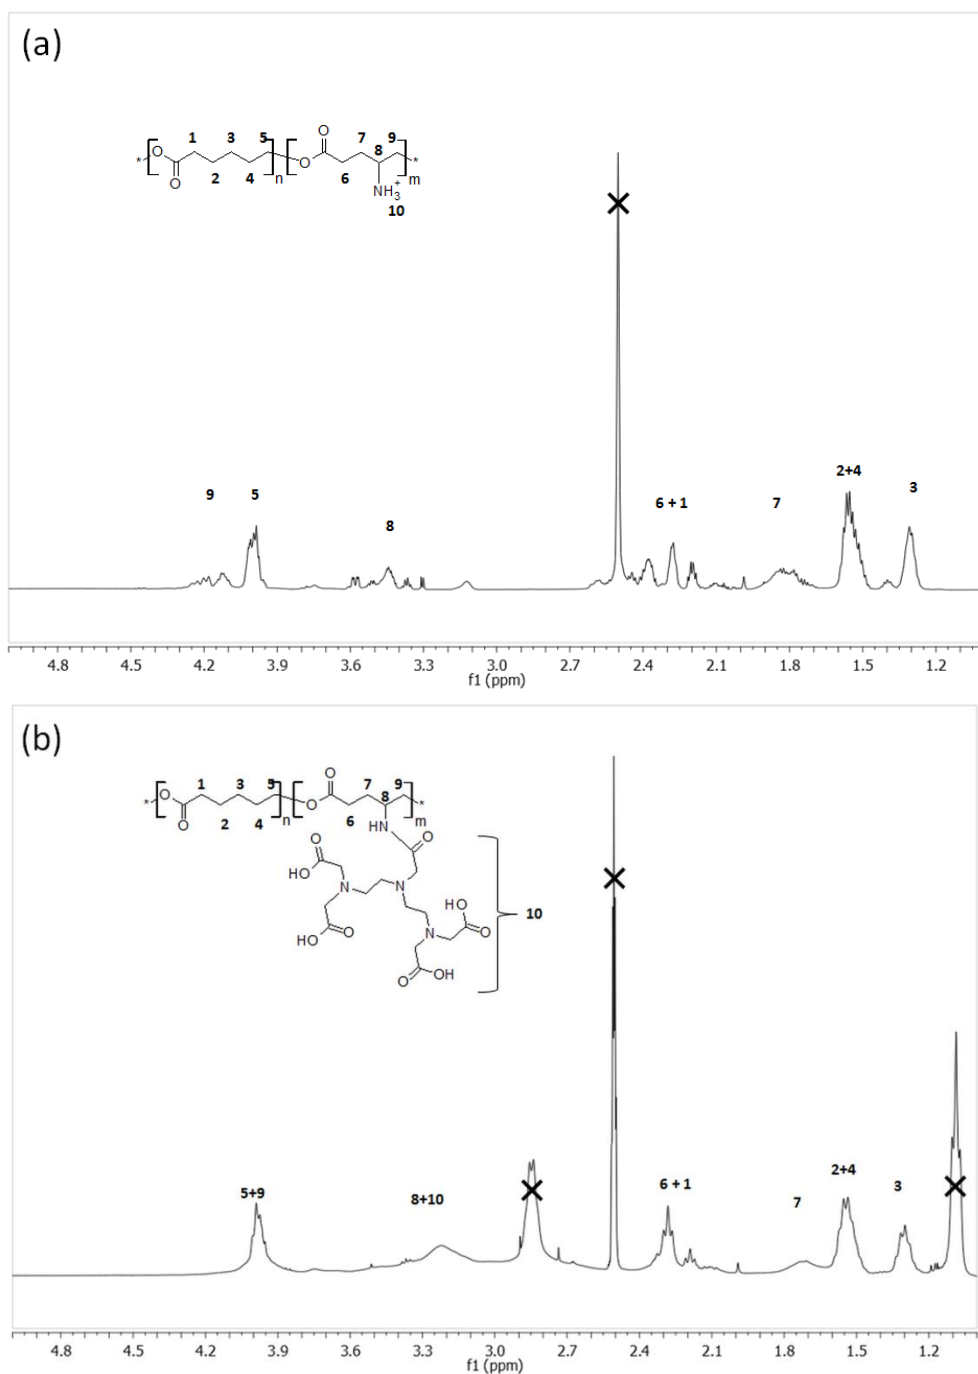 (a)
O
1 3 5 7 9
* O n O 8 *
O 2 4 6 NH3+ m
10
9 5 8 6 + 1 7 2+4 3
4.8 4.5 4.2 3.9 3.6 3.3 3.0 2.7 2.4 2.1 1.8 1.5 1.2
f1 (ppm)
(b)
O
1 3 5 7 9
* O n O 8 *
O 2 4 6 HN O m
O
HO N N
HO O N HO O
O OH
10
5+9 8+10 6 + 1 7 2+4 3
4.8 4.5 4.2 3.9 3.6 3.3 3.0 2.7 2.4 2.1 1.8 1.5 1.2
f1 (ppm)